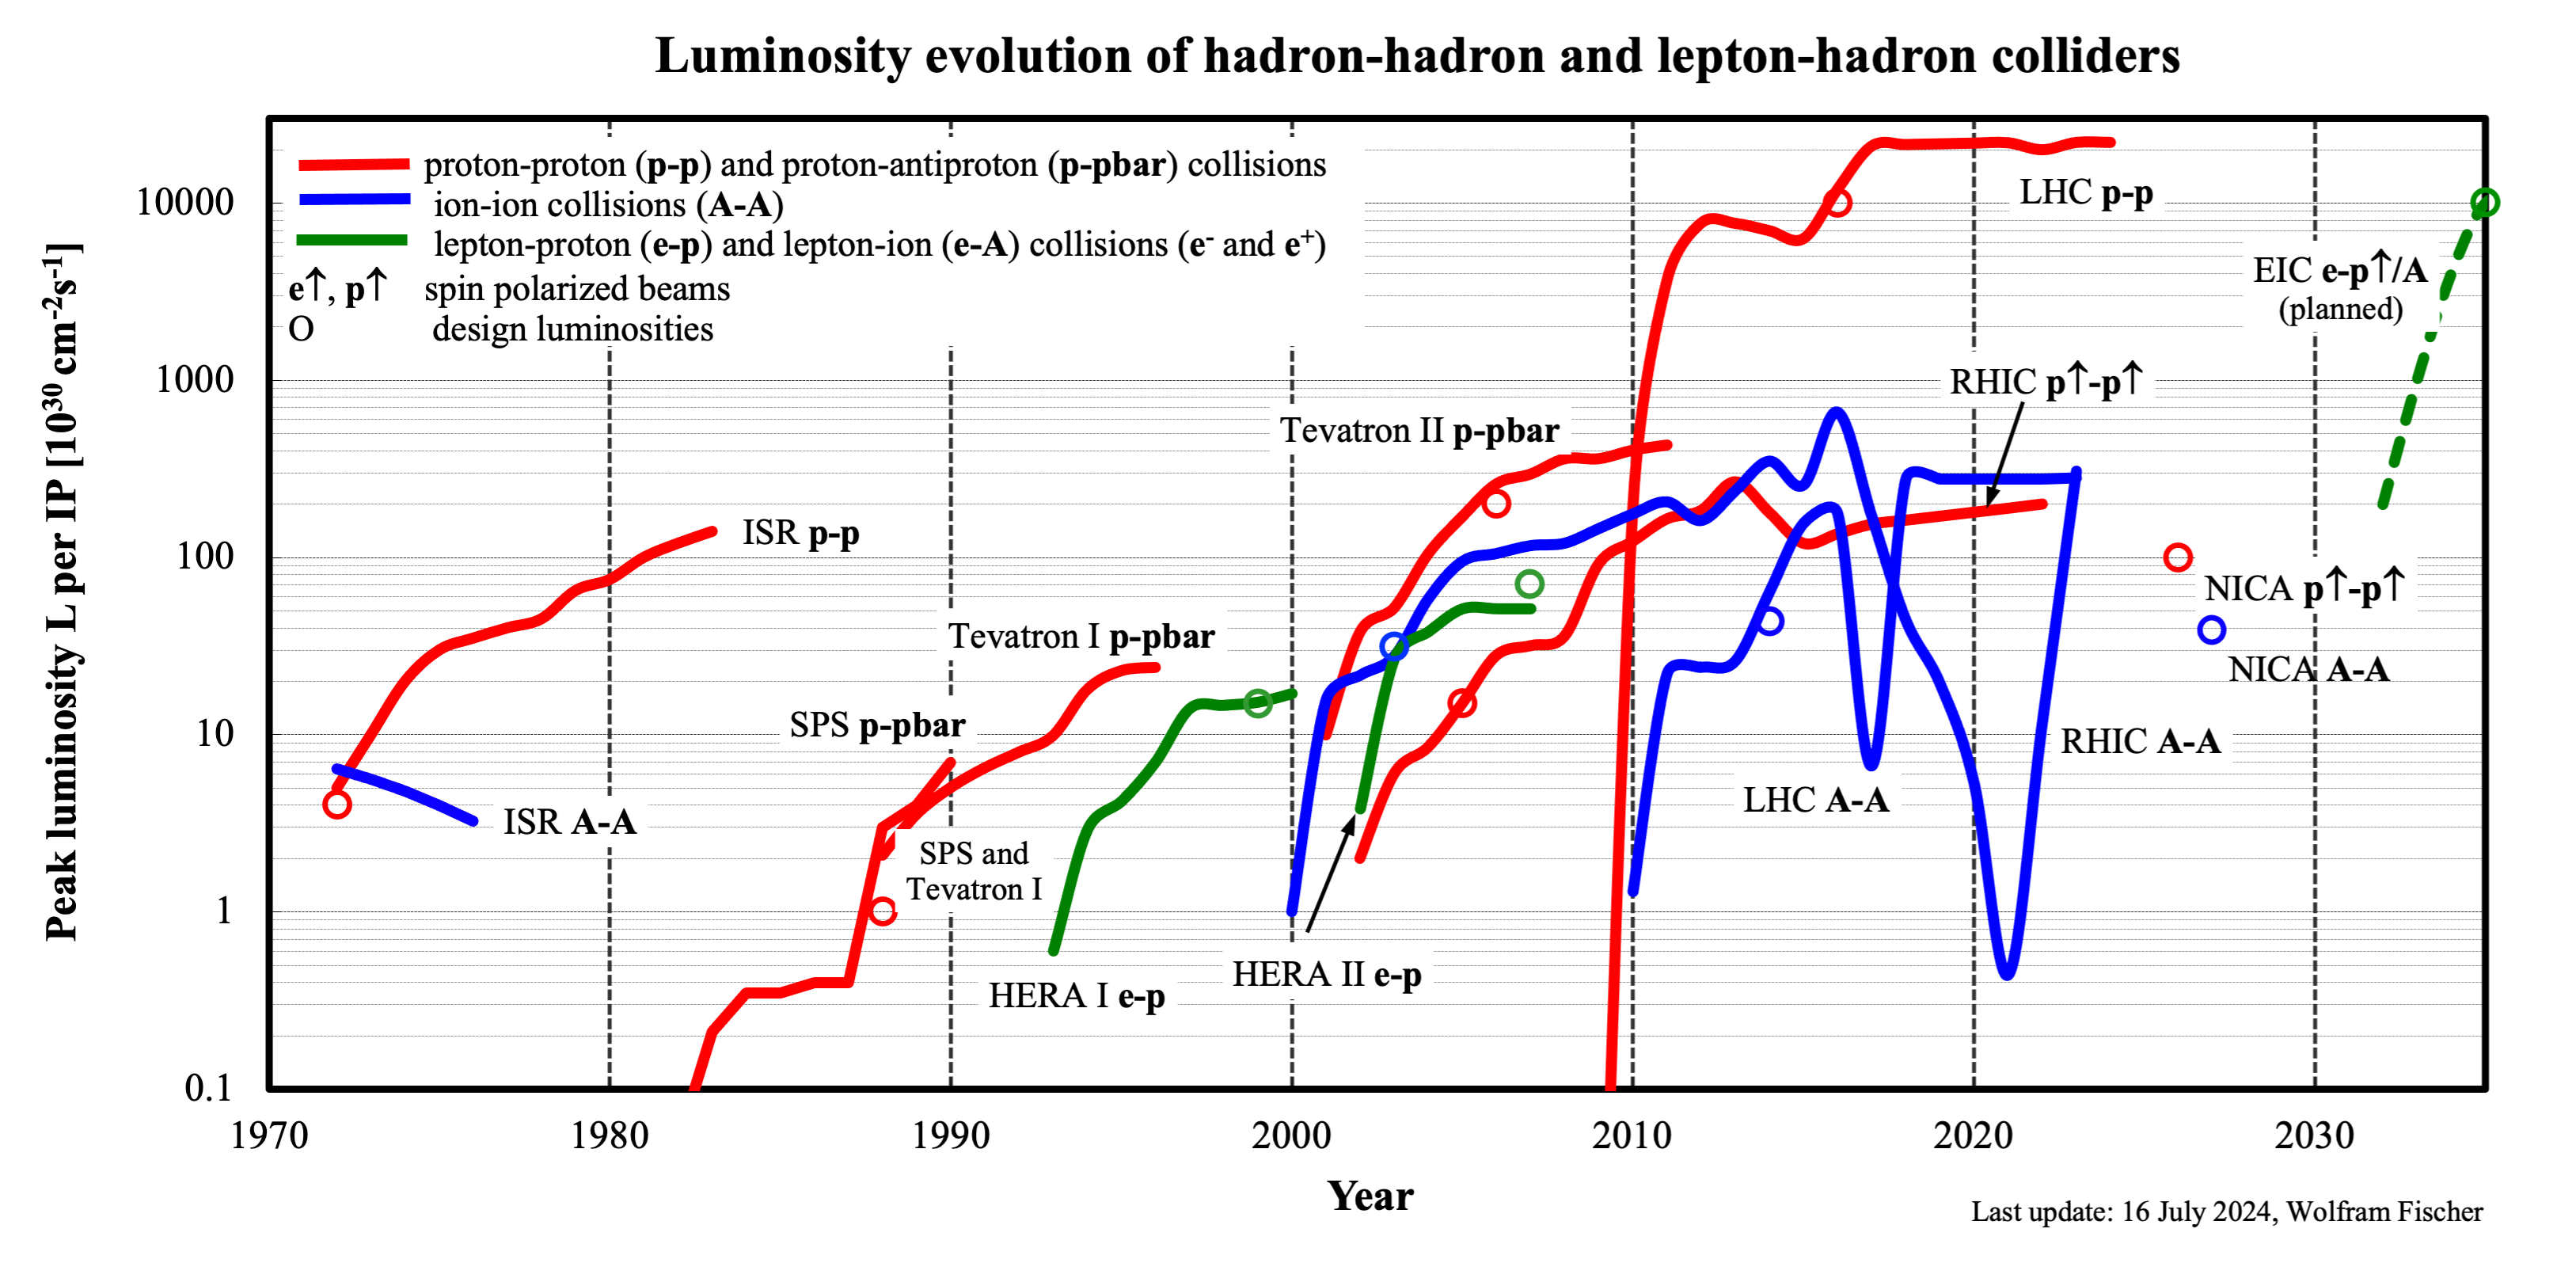 Luminosity evolution of hadron-hadron and lepton-hadron colliders
proton-proton (p-p) and proton-antiproton (p-pbar) collisions
ion-ion collisions (A-A)
lepton-proton (e-p) and lepton-ion (e-A) collisions (e- and e+)
e↑, p↑ spin polarized beams
O design luminosities
Peak luminosity L per IP [10^30 cm^-2 s^-1]
10000
1000
100
10
1
0.1
LHC p-p
EIC e-p↑/A
(planned)
RHIC p↑-p↑
Tevatron II p-pbar
ISR p-p
NICA p↑-p↑
Tevatron I p-pbar
NICA A-A
SPS p-pbar
RHIC A-A
LHC A-A
ISR A-A
SPS and
Tevatron I
HERA II e-p
HERA I e-p
1970
1980
1990
2000
2010
2020
2030
Year
Last update: 16 July 2024, Wolfram Fischer